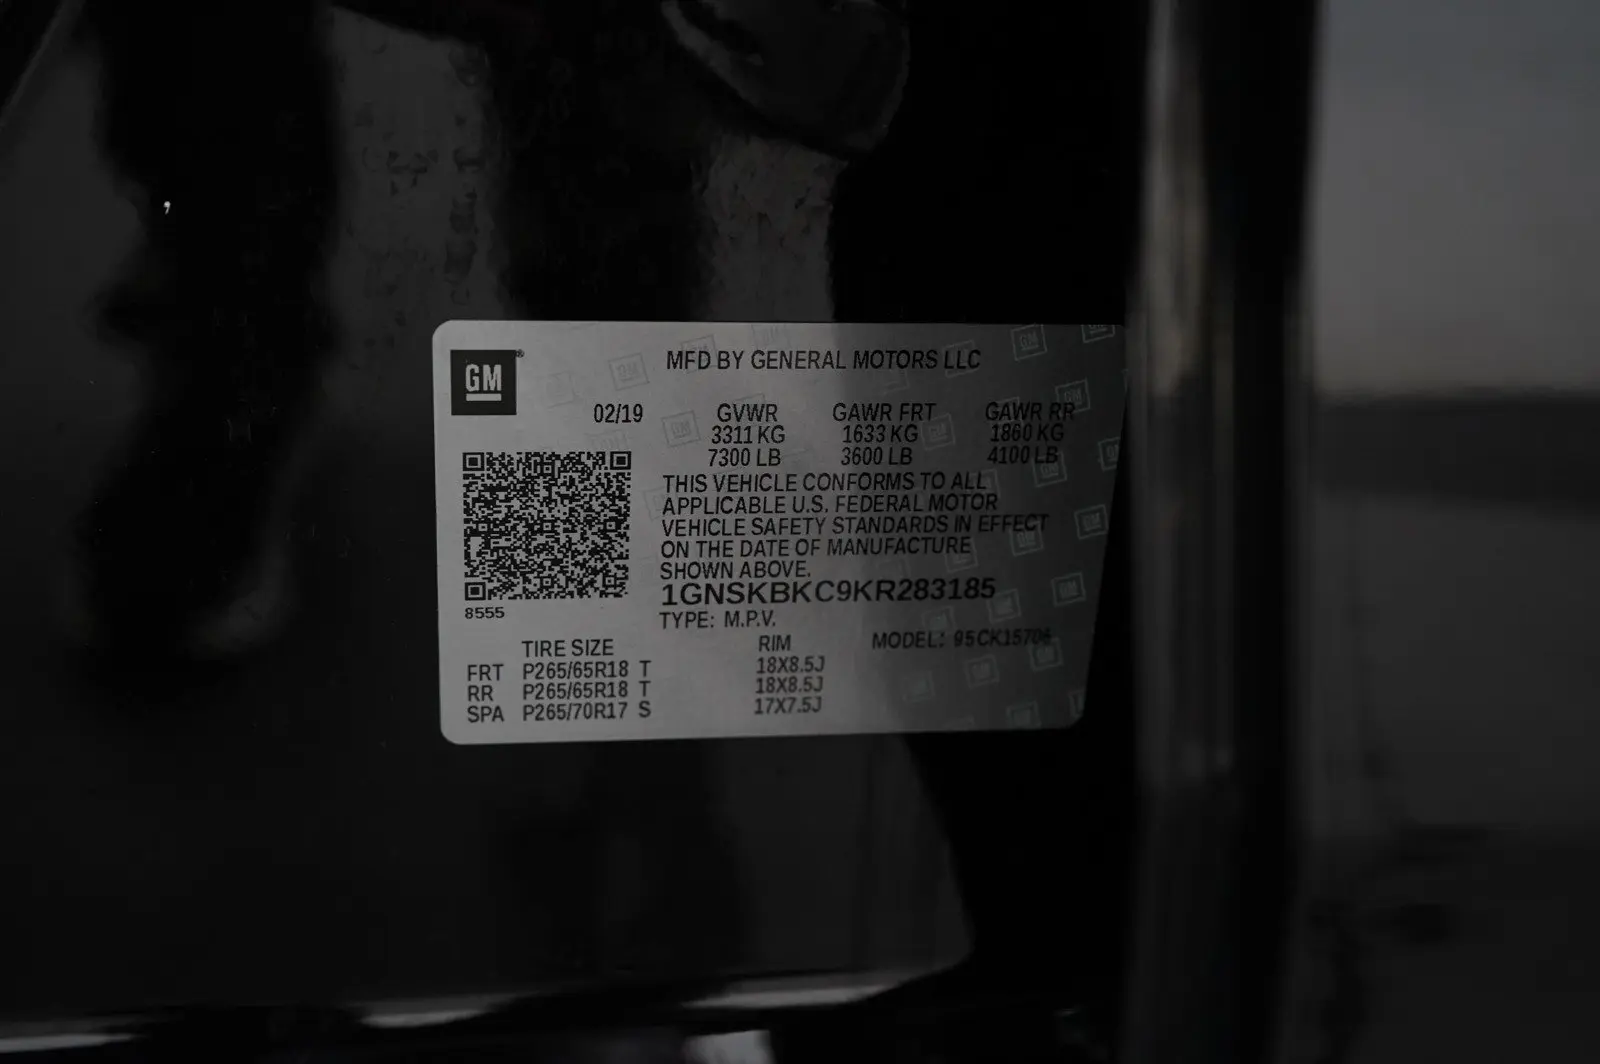 GM
MFD BY GENERAL MOTORS LLC
02/19 GVWR GAWR FRT GAWR RR
3311 KG 1633 KG 1860 KG
7300 LB 3600 LB 4100 LB
THIS VEHICLE CONFORMS TO ALL
APPLICABLE U.S. FEDERAL MOTOR
VEHICLE SAFETY STANDARDS IN EFFECT
ON THE DATE OF MANUFACTURE
SHOWN ABOVE.
1GNSKBKC9KR283185
8555
TYPE: M.P.V.
TIRE SIZE RIM MODEL: 95CK15706
FRT P265/65R18 T 18X8.5J
RR P265/65R18 T 18X8.5J
SPA P265/70R17 S 17X7.5J